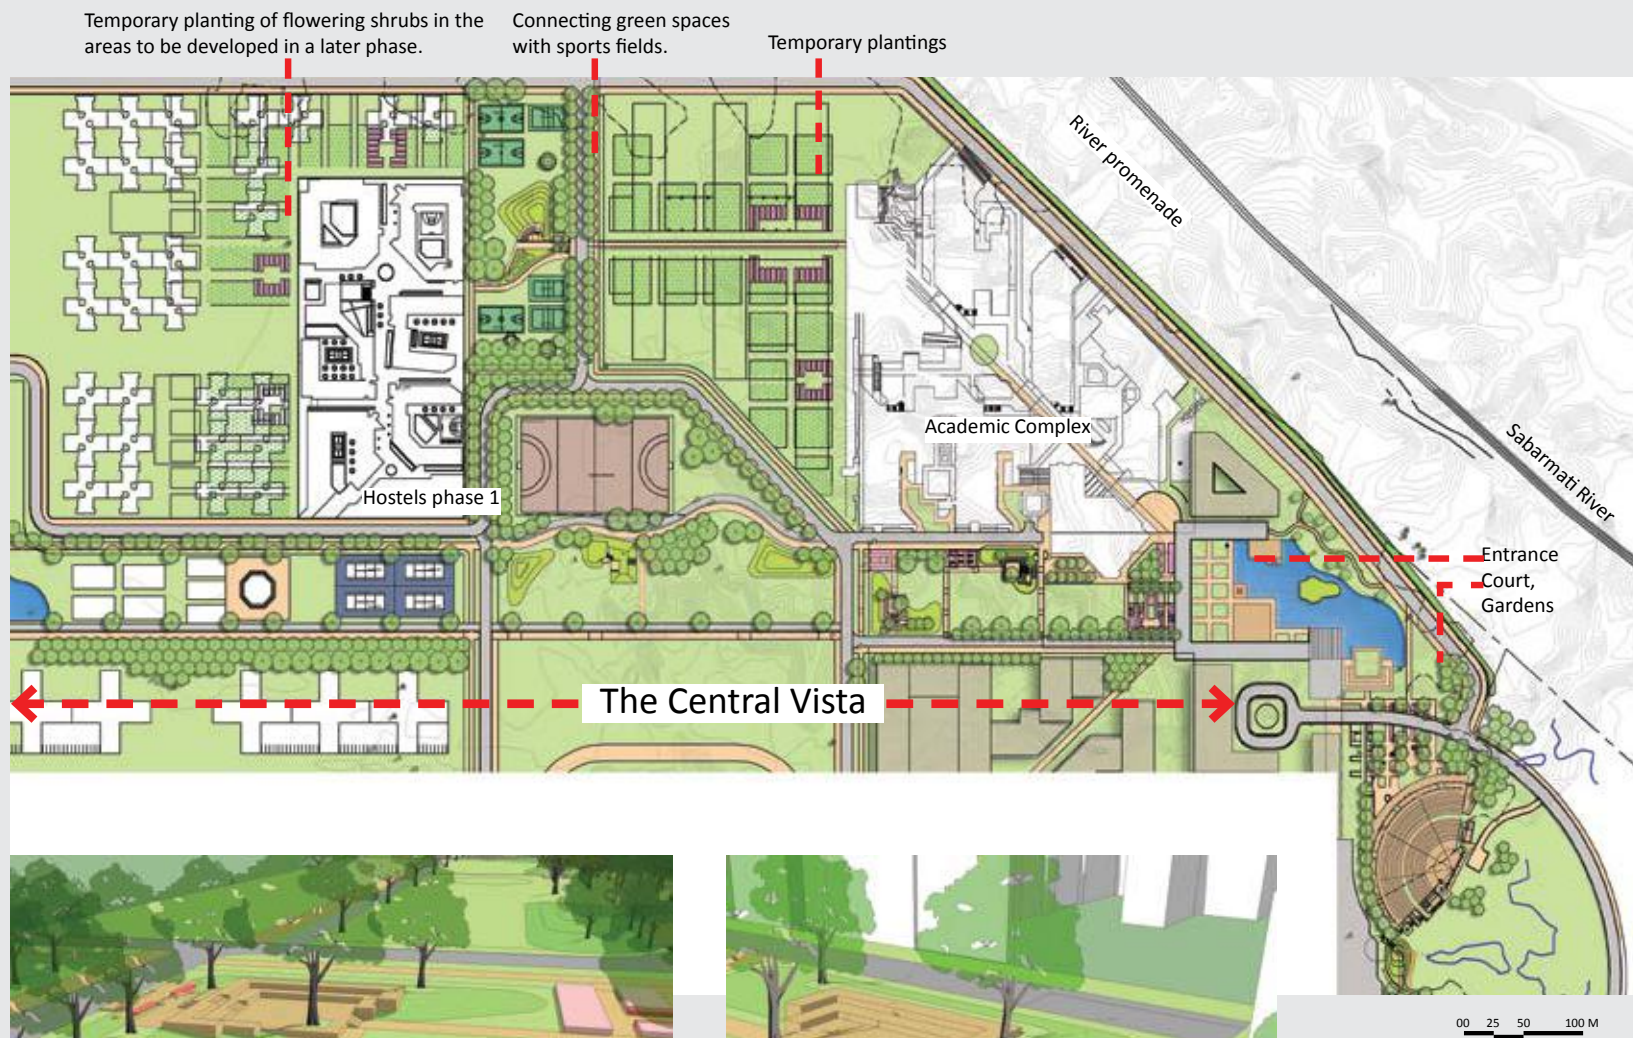 Temporary planting of flowering shrubs in the
areas to be developed in a later phase.
Connecting green spaces
with sports fields.
Temporary plantings
River promenade
Sabarmati River
Academic Complex
Hostels phase 1
Entrance
Court,
Gardens
The Central Vista
00 25 50 100 M